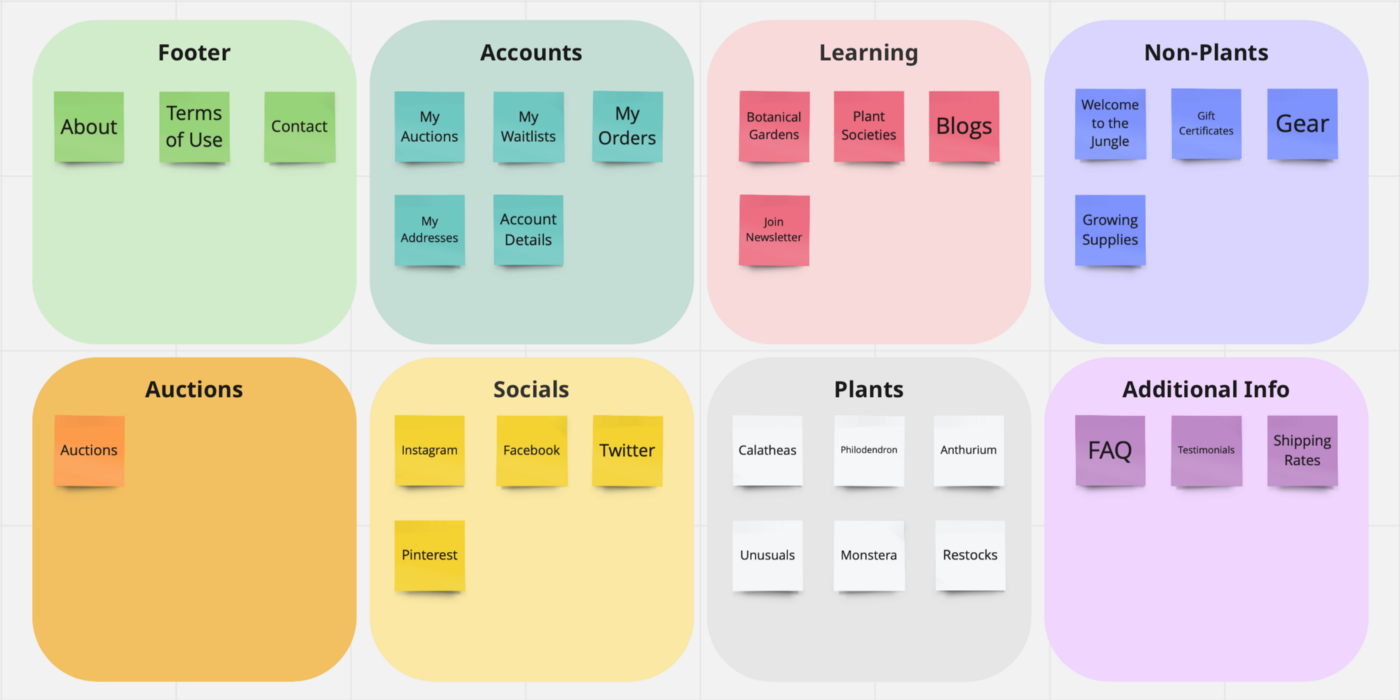 Footer
About
Terms
of Use
Contact
Accounts
My
Auctions
My
Waitlists
My
Orders
My
Addresses
Account
Details
Learning
Botanical
Gardens
Plant
Societies
Blogs
Join
Newsletter
Non-Plants
Welcome
to the
Jungle
Gift
Certificates
Gear
Growing
Supplies
Auctions
Auctions
Socials
Instagram
Facebook
Twitter
Pinterest
Plants
Calatheas
Philodendron
Anthurium
Unusuals
Monstera
Restocks
Additional Info
FAQ
Testimonials
Shipping
Rates